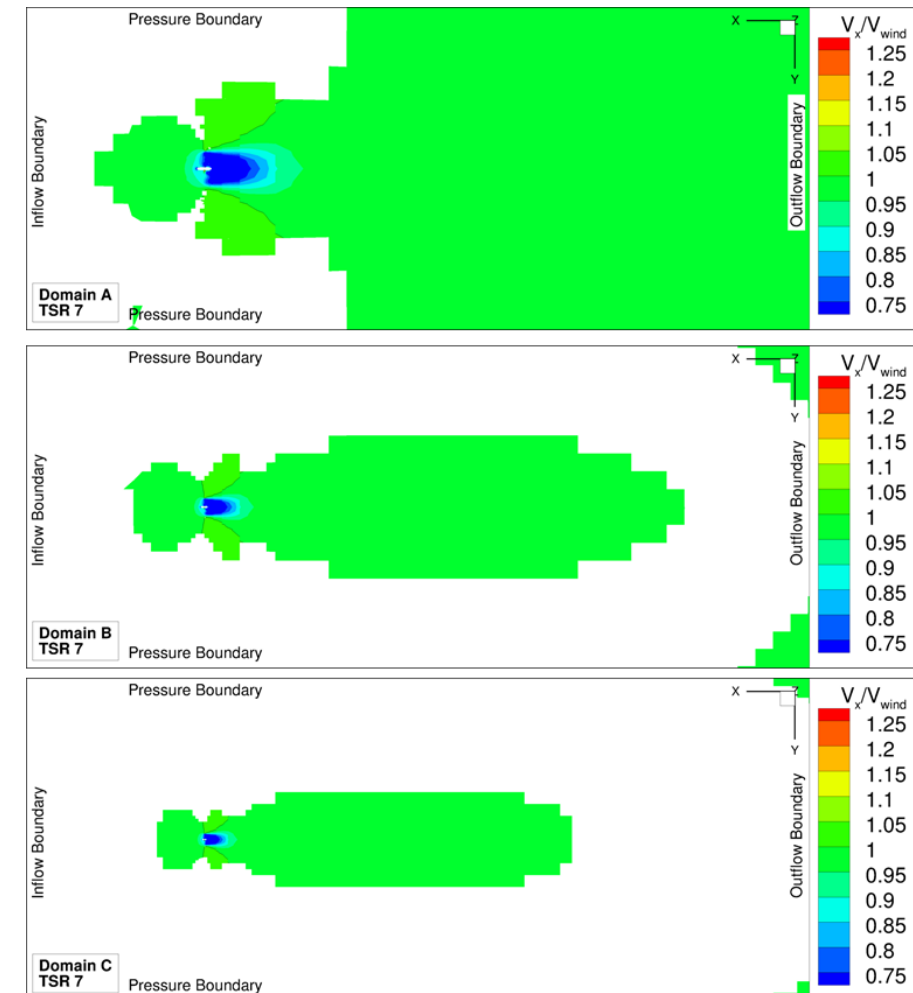 Pressure Boundary
X
Z
Y
Vx/Vwind
1.25
1.2
1.15
1.1
1.05
1
0.95
0.9
0.85
0.8
0.75
Inflow Boundary
Outflow Boundary
Domain A
TSR 7
Pressure Boundary
Pressure Boundary
X
Z
Y
Vx/Vwind
1.25
1.2
1.15
1.1
1.05
1
0.95
0.9
0.85
0.8
0.75
Inflow Boundary
Outflow Boundary
Domain B
TSR 7
Pressure Boundary
Pressure Boundary
X
Z
Y
Vx/Vwind
1.25
1.2
1.15
1.1
1.05
1
0.95
0.9
0.85
0.8
0.75
Inflow Boundary
Outflow Boundary
Domain C
TSR 7
Pressure Boundary